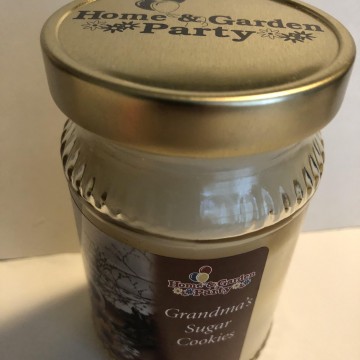 Home & Garden
Party
Home & Garden
Party
Grandma's
Sugar
Cookies